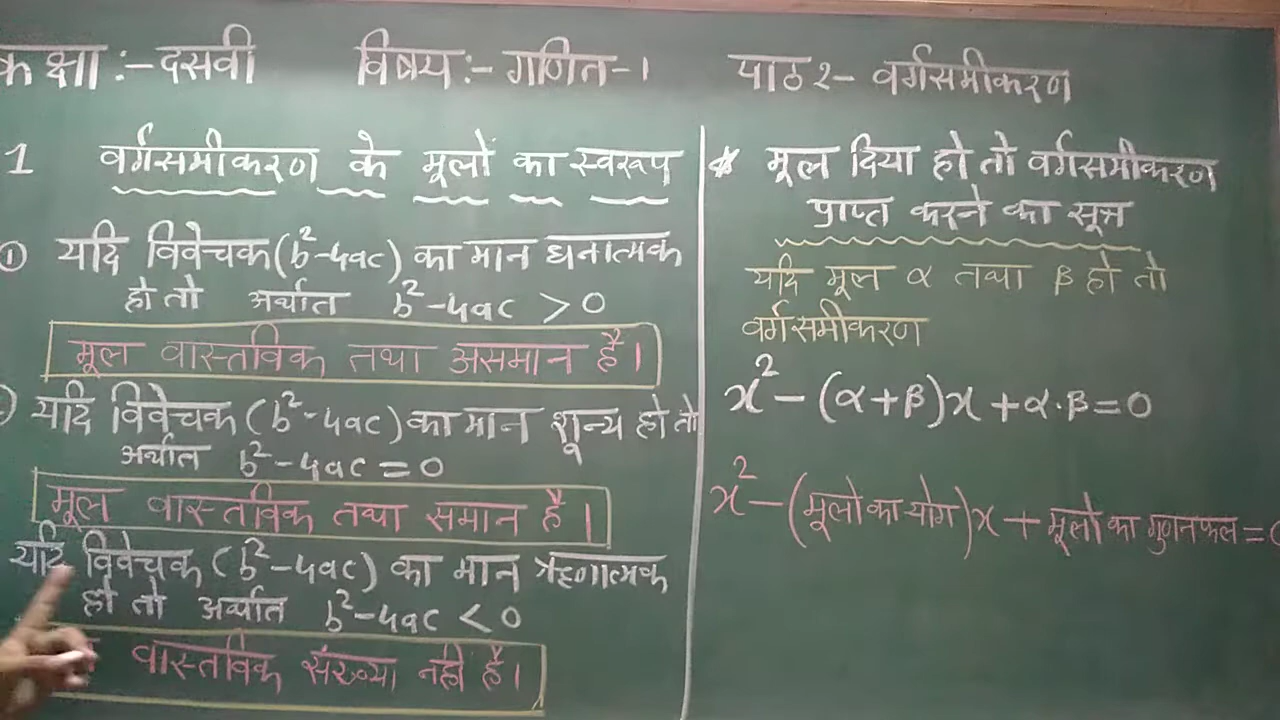 कक्षा :- दसवी विषय :- गणित-1 पाठ 2- वर्गसमीकरण
1 वर्गसमीकरण के मूलों का स्वरूप
① यदि विवेचक (b²-4ac) का मान धनात्मक
हो तो अर्थात b²-4ac > 0
मूल वास्तविक तथा असमान है।
यदि विवेचक (b²-4ac) का मान शून्य हो तो
अर्थात b²-4ac = 0
मूल वास्तविक तथा समान है।
यदि विवेचक (b²-4ac) का मान ऋणात्मक
हो तो अर्थात b²-4ac < 0
वास्तविक संख्या नही है।
* मूल दिया हो तो वर्गसमीकरण
प्राप्त करने का सूत्र
यदि मूल α तथा β हो तो
वर्गसमीकरण
x² - (α+β)x + α·β = 0
x² - (मूलो का योग)x + मूलो का गुणनफल = 0